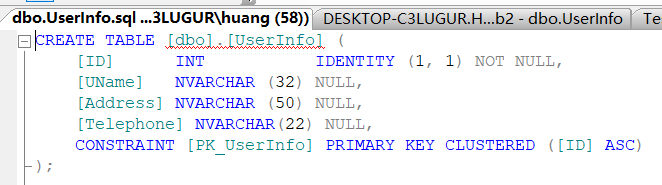 dbo.UserInfo.sql ...3LUGUR\huang (58)) DESKTOP-C3LUGUR.H...b2 - dbo.UserInfo Te
CREATE TABLE [dbo].[UserInfo] (
[ID] INT IDENTITY (1, 1) NOT NULL,
[UName] NVARCHAR (32) NULL,
[Address] NVARCHAR (50) NULL,
[Telephone] NVARCHAR(22) NULL,
CONSTRAINT [PK_UserInfo] PRIMARY KEY CLUSTERED ([ID] ASC)
);